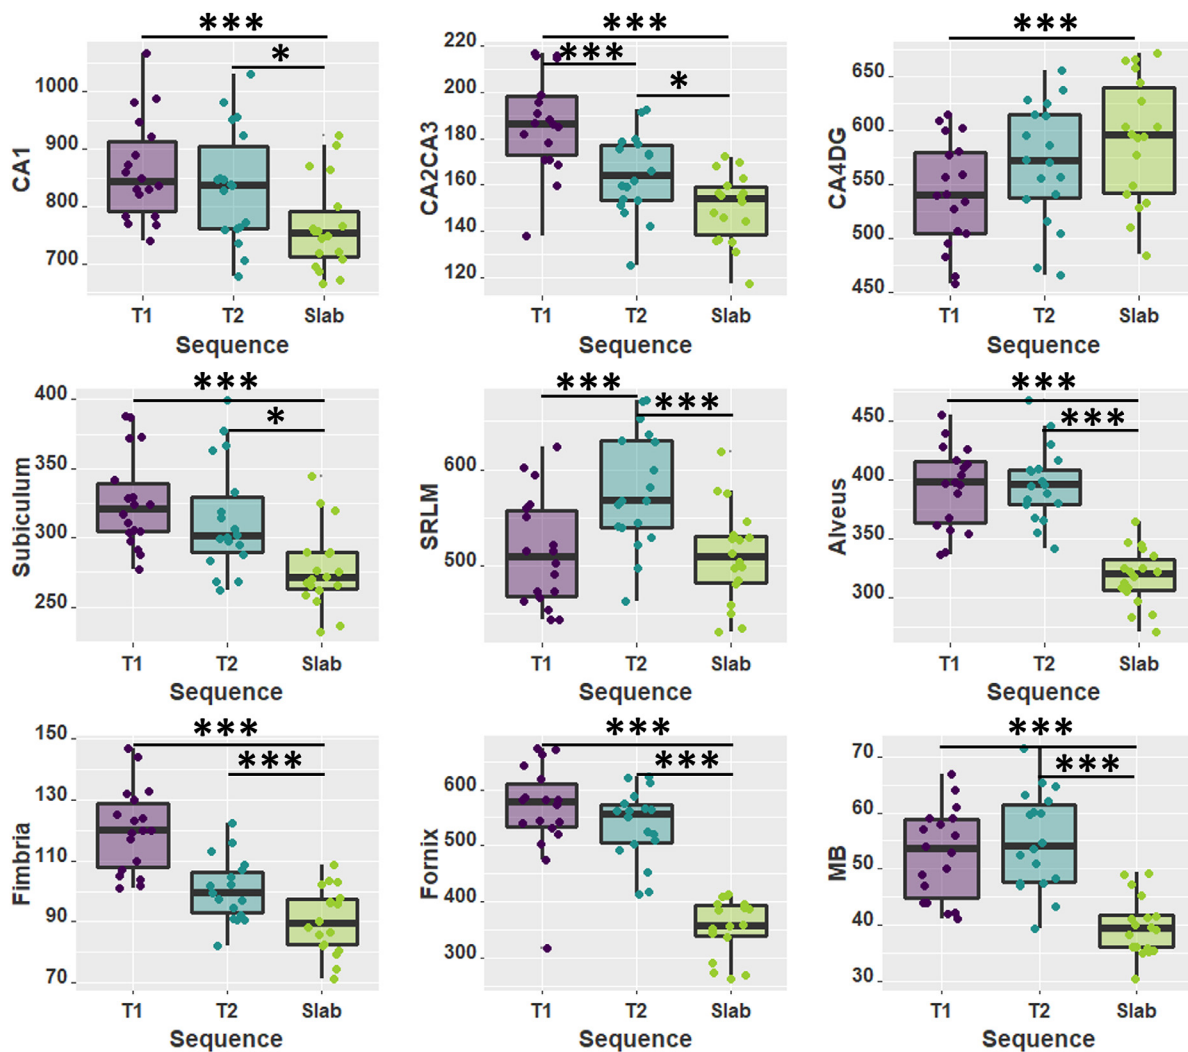 ***
*
CA1
1000
900
800
700
T1 T2 Slab
Sequence
***
***
*
CA2CA3
220
200
180
160
140
120
T1 T2 Slab
Sequence
***
CA4DG
650
600
550
500
450
T1 T2 Slab
Sequence
***
*
Subiculum
400
350
300
250
T1 T2 Slab
Sequence
*** ***
SRLM
600
500
T1 T2 Slab
Sequence
***
***
Alveus
450
400
350
300
T1 T2 Slab
Sequence
***
***
Fimbria
150
130
110
90
70
T1 T2 Slab
Sequence
***
***
Fornix
600
500
400
300
T1 T2 Slab
Sequence
***
***
MB
70
60
50
40
30
T1 T2 Slab
Sequence